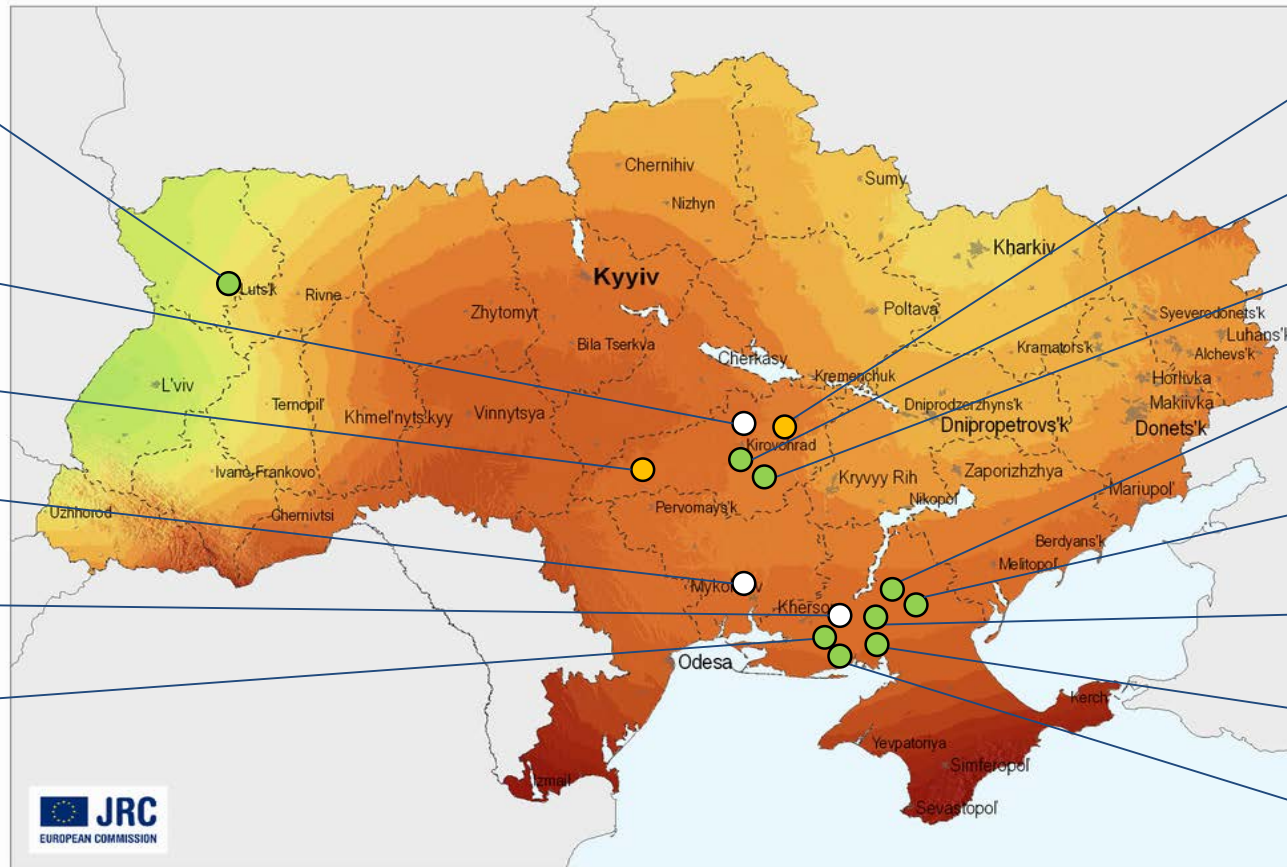 Chernihiv
Sumy
Nizhyn
Kharkiv
Luts'k
Rivne
Kyyiv
Zhytomyr
Poltava
Syeverodonets'k
Bila Tserkva
Luhans'k
Cherkasy
Kramators'k
Alchevs'k
L'viv
Kremenchuk
Horlivka
Ternopil'
Khmel'nyts'kyy
Vinnytsya
Dniprodzerzhyns'k
Makiivka
Dnipropetrovs'k
Donets'k
Kirovohrad
Ivano-Frankovo
Kryvyy Rih
Zaporizhzhya
Uzhhorod
Nikopol'
Mariupol'
Chernivtsi
Pervomays'k
Berdyans'k
Melitopol'
Odesa
Kerch
Yevpatoriya
Simferopol'
Izmail
Sevastopol'
JRC
EUROPEAN COMMISSION